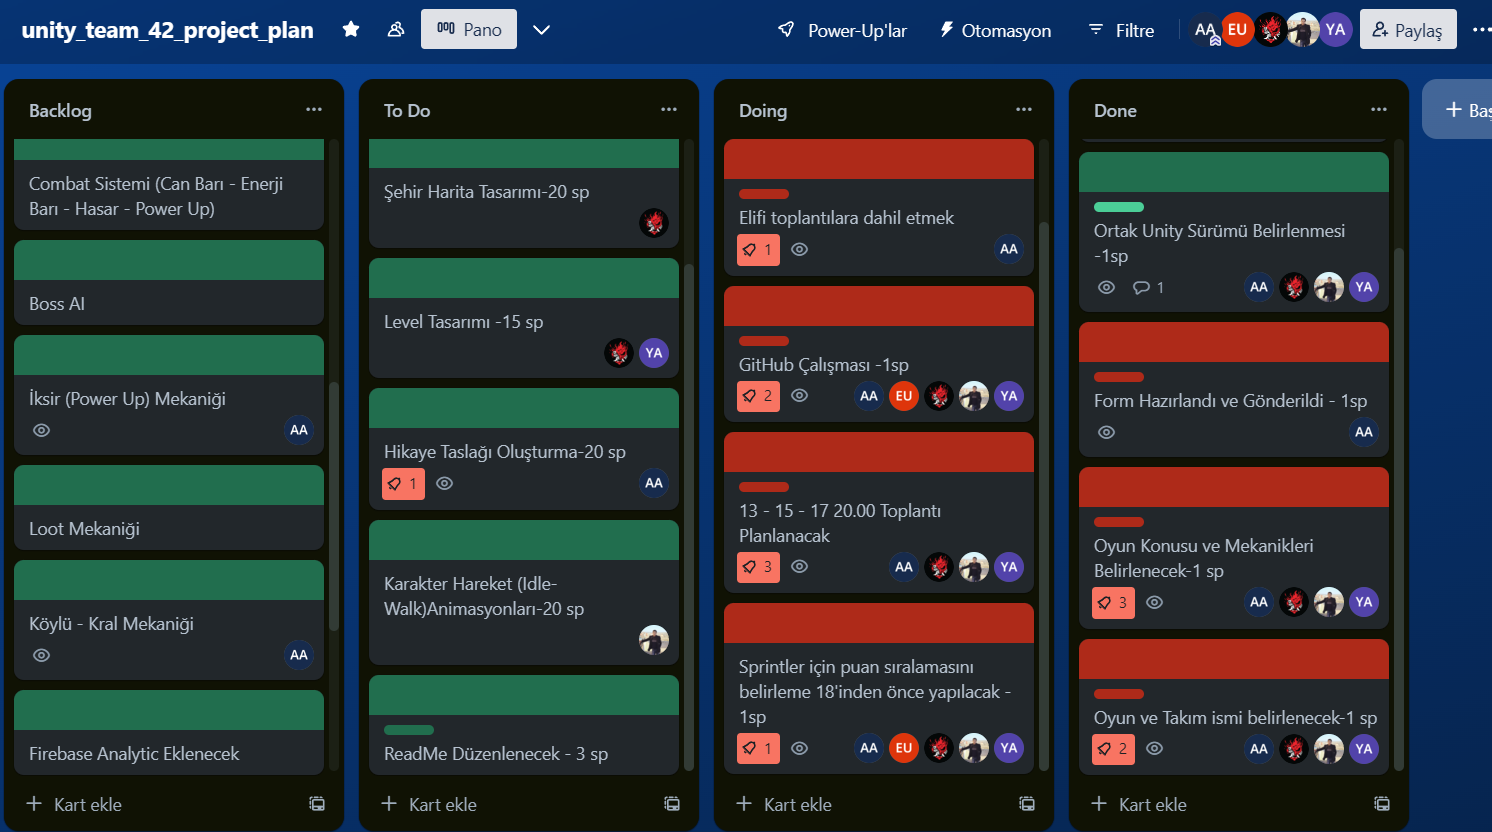 unity_team_42_project_plan
Pano
Power-Up'lar
Otomasyon
Filtre
AA
EU
YA
Paylaş
Backlog
Combat Sistemi (Can Barı - Enerji
Barı - Hasar - Power Up)
Boss AI
İksir (Power Up) Mekaniği
AA
Loot Mekaniği
Köylü - Kral Mekaniği
AA
Firebase Analytic Eklenecek
+ Kart ekle
To Do
Şehir Harita Tasarımı-20 sp
Level Tasarımı -15 sp
YA
Hikaye Taslağı Oluşturma-20 sp
1
AA
Karakter Hareket (Idle-
Walk)Animasyonları-20 sp
ReadMe Düzenlenecek - 3 sp
+ Kart ekle
Doing
Elifi toplantılara dahil etmek
1
AA
GitHub Çalışması -1sp
2
AA
EU
YA
13 - 15 - 17 20.00 Toplantı
Planlanacak
3
AA
YA
Sprintler için puan sıralamasını
belirleme 18'inden önce yapılacak -
1sp
1
AA
EU
YA
+ Kart ekle
Done
Ortak Unity Sürümü Belirlenmesi
-1sp
1
AA
YA
Form Hazırlandı ve Gönderildi - 1sp
AA
Oyun Konusu ve Mekanikleri
Belirlenecek-1 sp
3
AA
YA
Oyun ve Takım ismi belirlenecek-1 sp
2
AA
YA
+ Kart ekle
+ Baş